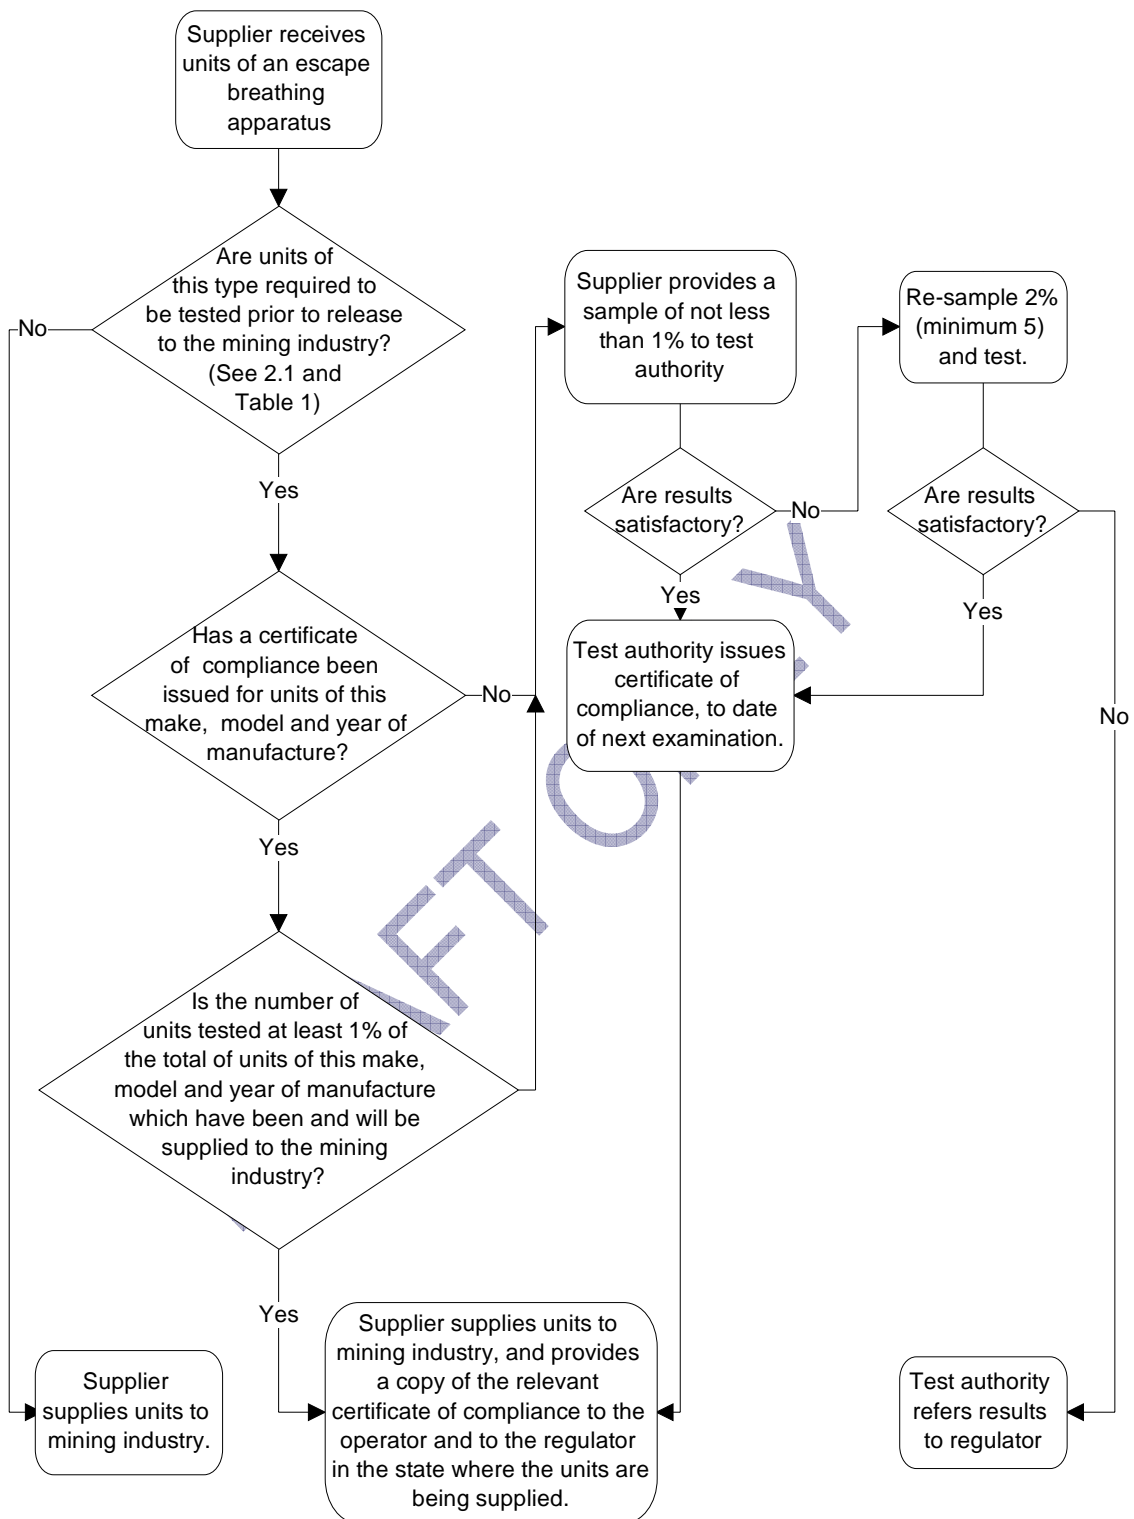 Supplier receives
units of an escape
breathing
apparatus
Are units of
this type required to
be tested prior to release
to the mining industry?
(See 2.1 and
Table 1)
No
Yes
Has a certificate
of compliance been
issued for units of this
make, model and year of
manufacture?
No
Yes
Is the number of
units tested at least 1% of
the total of units of this make,
model and year of manufacture
which have been and will be
supplied to the mining
industry?
Yes
Supplier
supplies units to
mining industry.
Supplier supplies units to
mining industry, and provides
a copy of the relevant
certificate of compliance to the
operator and to the regulator
in the state where the units are
being supplied.
Supplier provides a
sample of not less
than 1% to test
authority
Are results
satisfactory?
No
Yes
Test authority issues
certificate of
compliance, to date
of next examination.
Re-sample 2%
(minimum 5)
and test.
Are results
satisfactory?
Yes
No
Test authority
refers results
to regulator